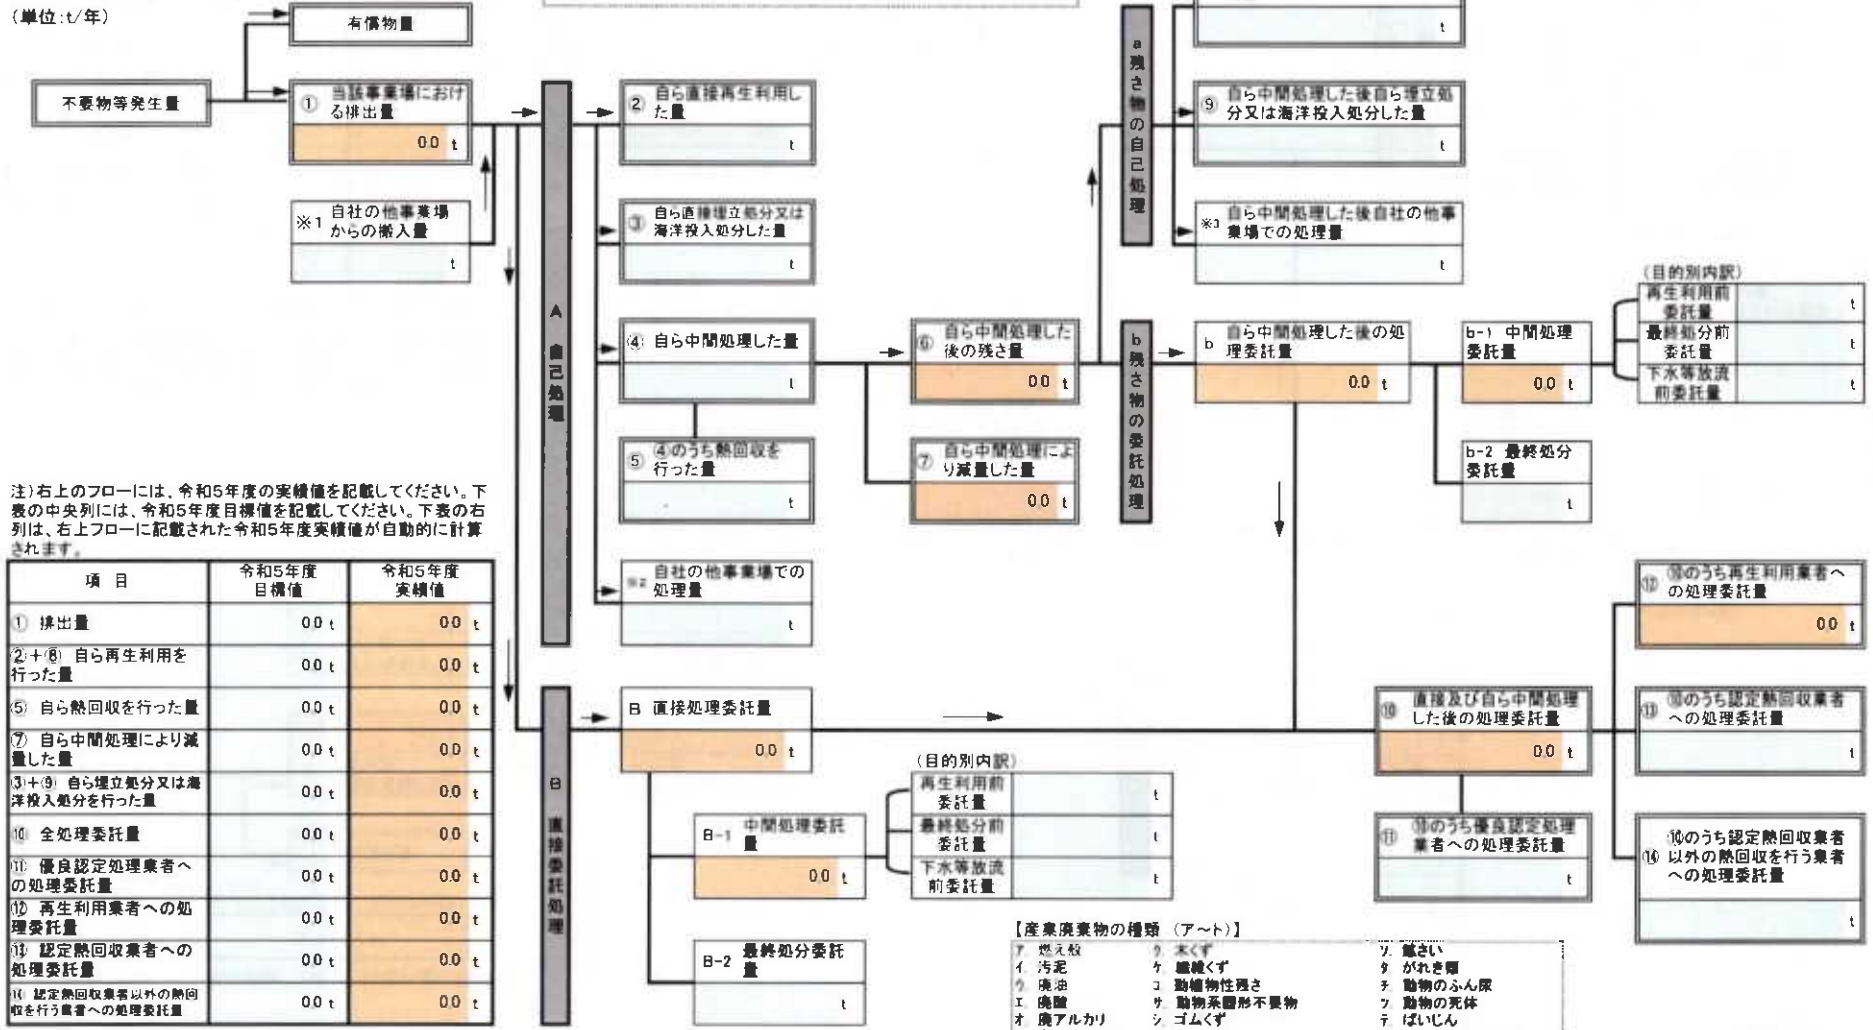 (単位:t/年)
有償物量
不要物等発生量
① 当該事業場におけ
る排出量
0.0 t
※1 自社の他事業場
からの搬入量
t
A 自己処理
② 自ら直接再生利用し
た量
t
③ 自ら直接埋立処分又は
海洋投入処分した量
t
④ 自ら中間処理した量
t
⑤ ④のうち熱回収を
行った量
t
※2 自社の他事業場での
処理量
t
⑥ 自ら中間処理した
後の残さ量
0.0 t
⑦ 自ら中間処理によ
り減量した量
0.0 t
a 残さ物の自己処理
t
⑨ 自ら中間処理した後自ら埋立処
分又は海洋投入処分した量
t
※3 自ら中間処理した後自社の他事
業場での処理量
t
b 残さ物の委託処理
b 自ら中間処理した後の処
理委託量
0.0 t
b-1 中間処理
委託量
0.0 t
(目的別内訳)
再生利用前
委託量 t
最終処分前
委託量 t
下水等放流
前委託量 t
b-2 最終処分
委託量
t
注)右上のフローには、令和5年度の実績値を記載してください。下
表の中央列には、令和5年度目標値を記載してください。下表の右
列は、右上フローに記載された令和5年度実績値が自動的に計算
されます。
項 目 令和5年度 目標値 令和5年度 実績値
① 排出量 0.0 t 0.0 t
②+⑧ 自ら再生利用を
行った量 0.0 t 0.0 t
⑤ 自ら熱回収を行った量 0.0 t 0.0 t
⑦ 自ら中間処理により減
量した量 0.0 t 0.0 t
③+⑨ 自ら埋立処分又は海
洋投入処分を行った量 0.0 t 0.0 t
⑩ 全処理委託量 0.0 t 0.0 t
⑪ 優良認定処理業者へ
の処理委託量 0.0 t 0.0 t
⑫ 再生利用業者への処
理委託量 0.0 t 0.0 t
⑬ 認定熱回収業者への
処理委託量 0.0 t 0.0 t
⑭ 認定熱回収業者以外の熱回
収を行う業者への処理委託量 0.0 t 0.0 t
B 直接委託処理
B 直接処理委託量
0.0 t
B-1 中間処理委託
量
0.0 t
(目的別内訳)
再生利用前
委託量 t
最終処分前
委託量 t
下水等放流
前委託量 t
B-2 最終処分委託
量
t
⑩ 直接及び自ら中間処理
した後の処理委託量
0.0 t
⑪ ⑩のうち優良認定処理
業者への処理委託量
t
⑫ ⑩のうち再生利用業者へ
の処理委託量
0.0 t
⑬ ⑩のうち認定熱回収業者
への処理委託量
t
⑭ ⑩のうち認定熱回収業者
以外の熱回収を行う業者
への処理委託量
t
【産業廃棄物の種類 (ア~ト)】
ア. 燃え殻 ク. 木くず ソ. 鉱さい
イ. 汚泥 ケ. 繊維くず タ. がれき類
ウ. 廃油 コ. 動植物性残さ チ. 動物のふん尿
エ. 廃酸 サ. 動物系固形不要物 ツ. 動物の死体
オ. 廃アルカリ シ. ゴムくず テ. ばいじん